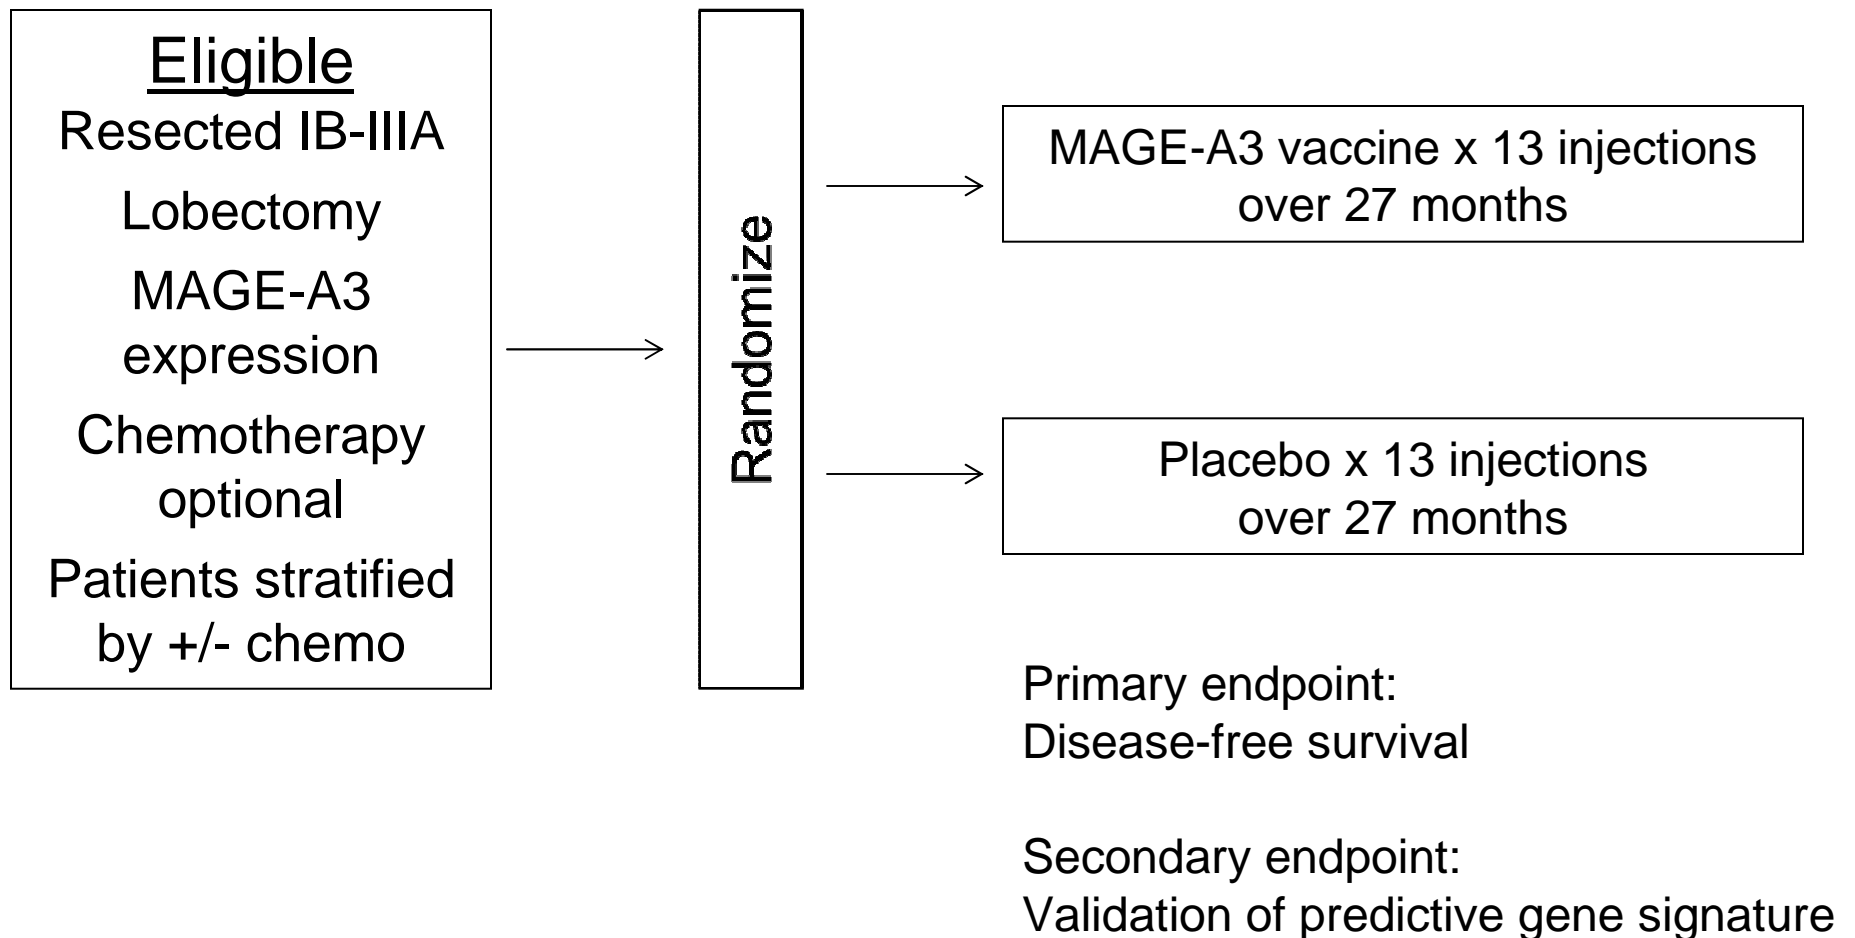 Eligible
Resected IB-IIIA
Lobectomy
MAGE-A3
expression
Chemotherapy
optional
Patients stratified
by +/- chemo
Randomize
MAGE-A3 vaccine x 13 injections
over 27 months
Placebo x 13 injections
over 27 months
Primary endpoint:
Disease-free survival
Secondary endpoint:
Validation of predictive gene signature